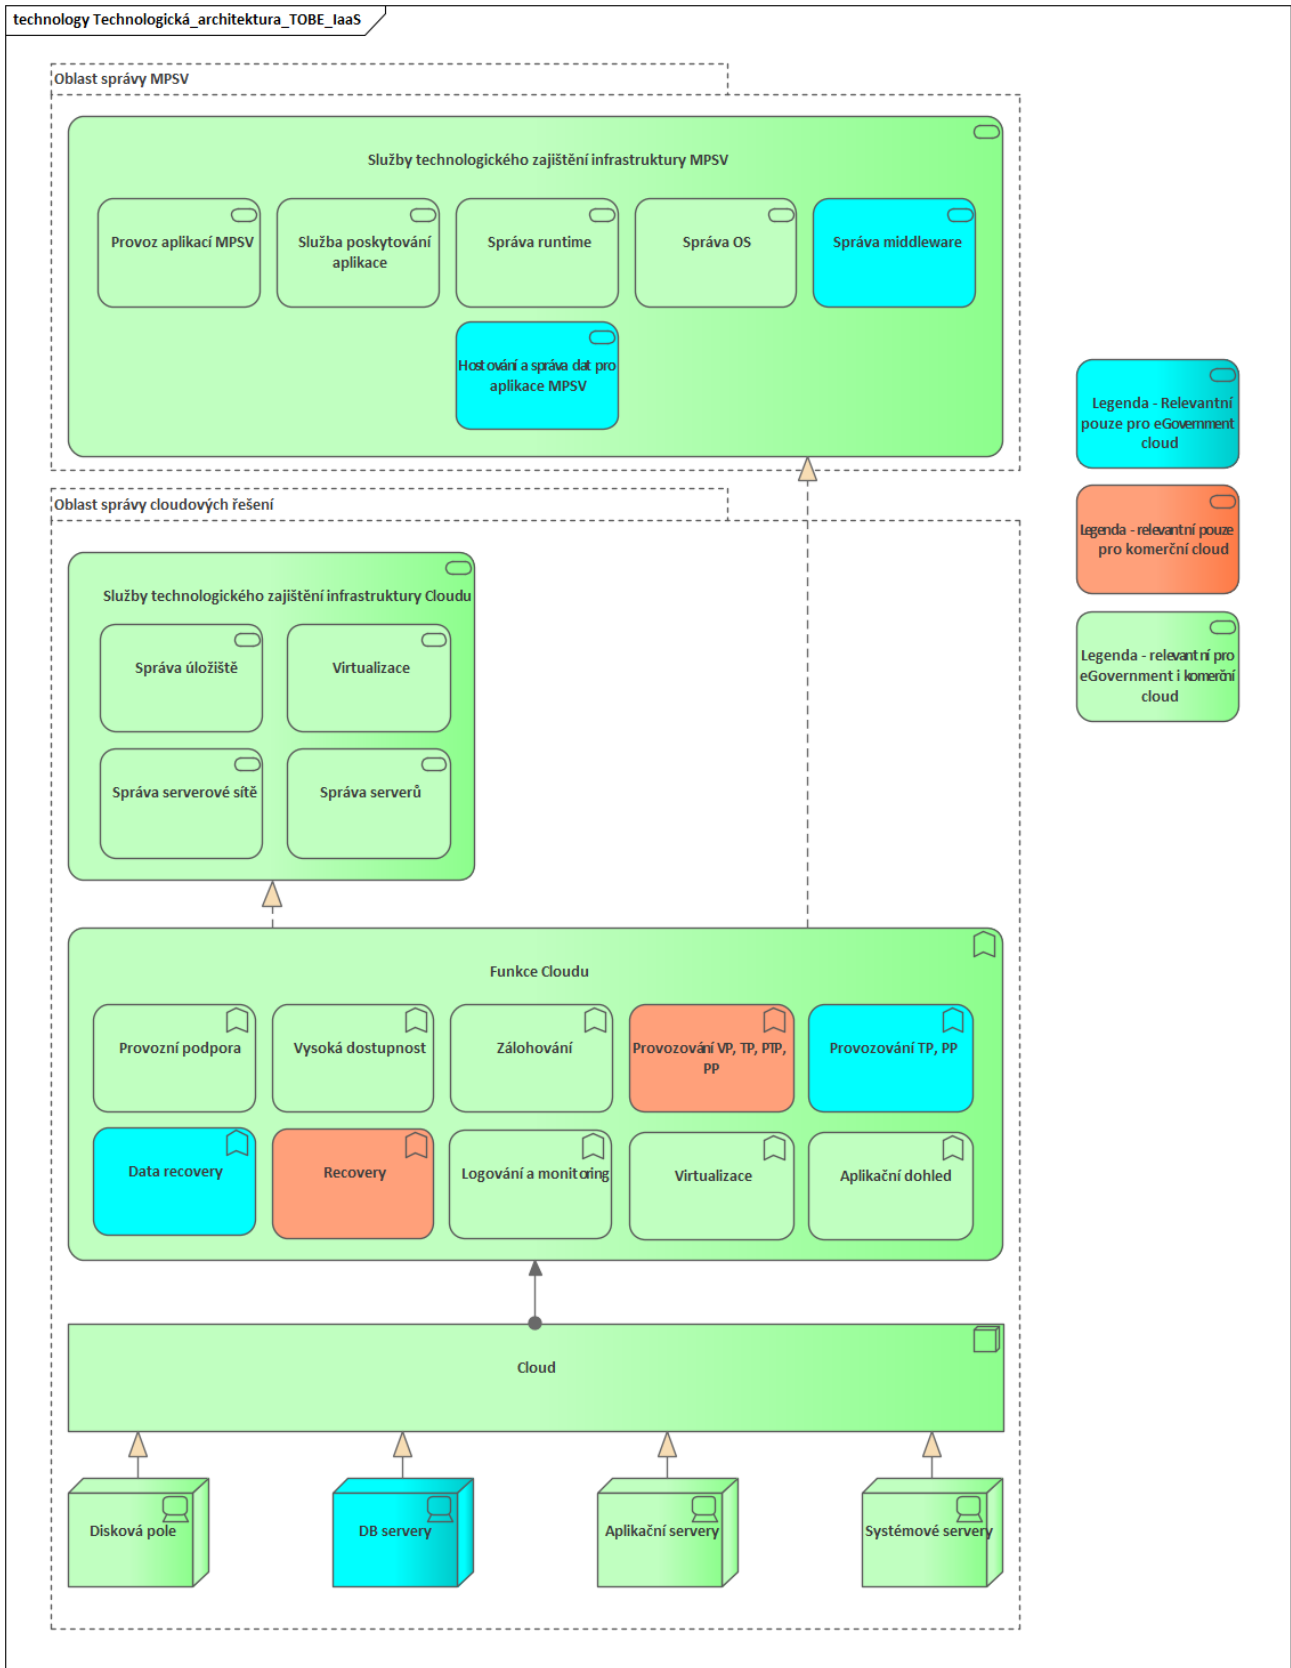 technology Technologická_architektura_TOBE_IaaS
Oblast správy MPSV
Služby technologického zajištění infrastruktury MPSV
Provoz aplikací MPSV
Služba poskytování
aplikace
Správa runtime
Správa OS
Správa middleware
Hostování a správa dat pro
aplikace MPSV
Legenda - Relevantní
pouze pro eGovernment
cloud
Legenda - relevantní pouze
pro komerční cloud
Legenda - relevantní pro
eGovernment i komerční
cloud
Oblast správy cloudových řešení
Služby technologického zajištění infrastruktury Cloudu
Správa úložiště
Virtualizace
Správa serverové sítě
Správa serverů
Funkce Cloudu
Provozní podpora
Vysoká dostupnost
Zálohování
Provozování VP, TP, PTP,
PP
Provozování TP, PP
Data recovery
Recovery
Logování a monitoring
Virtualizace
Aplikační dohled
Cloud
Disková pole
DB servery
Aplikační servery
Systémové servery